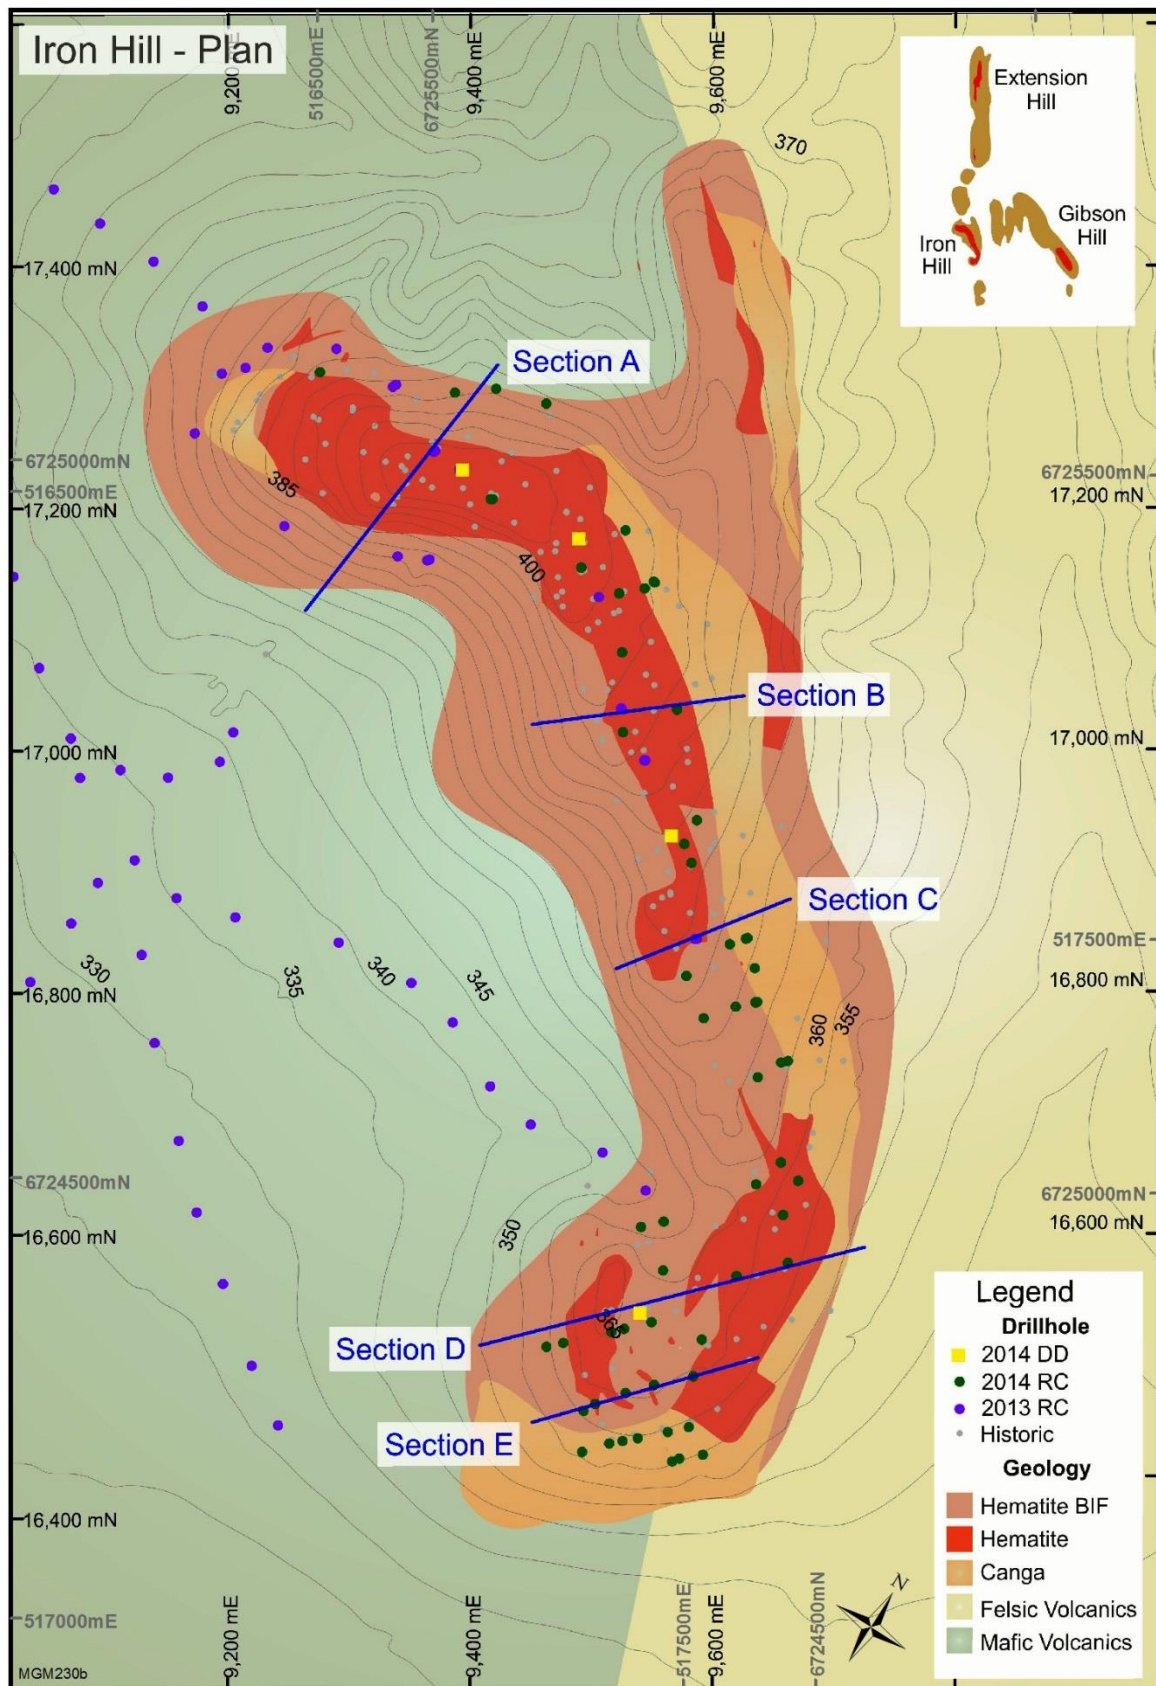 Iron Hill - Plan
9,200 mE
516500mE
6725500mN
9,400 mE
9,600 mE
370
Extension
Hill
Gibson
Hill
Iron
Hill
17,400 mN
Section A
6725000mN
516500mE
17,200 mN
385
6725500mN
17,200 mN
400
Section B
17,000 mN
17,000 mN
Section C
517500mE
330
16,800 mN
335
340
345
16,800 mN
360
355
6724500mN
16,600 mN
350
6725000mN
16,600 mN
365
Section D
Section E
16,400 mN
517000mE
9,200 mE
9,400 mE
517500mE
9,600 mE
6724500mN
N
Legend
Drillhole
2014 DD
2014 RC
2013 RC
Historic
Geology
Hematite BIF
Hematite
Canga
Felsic Volcanics
Mafic Volcanics
MGM230b